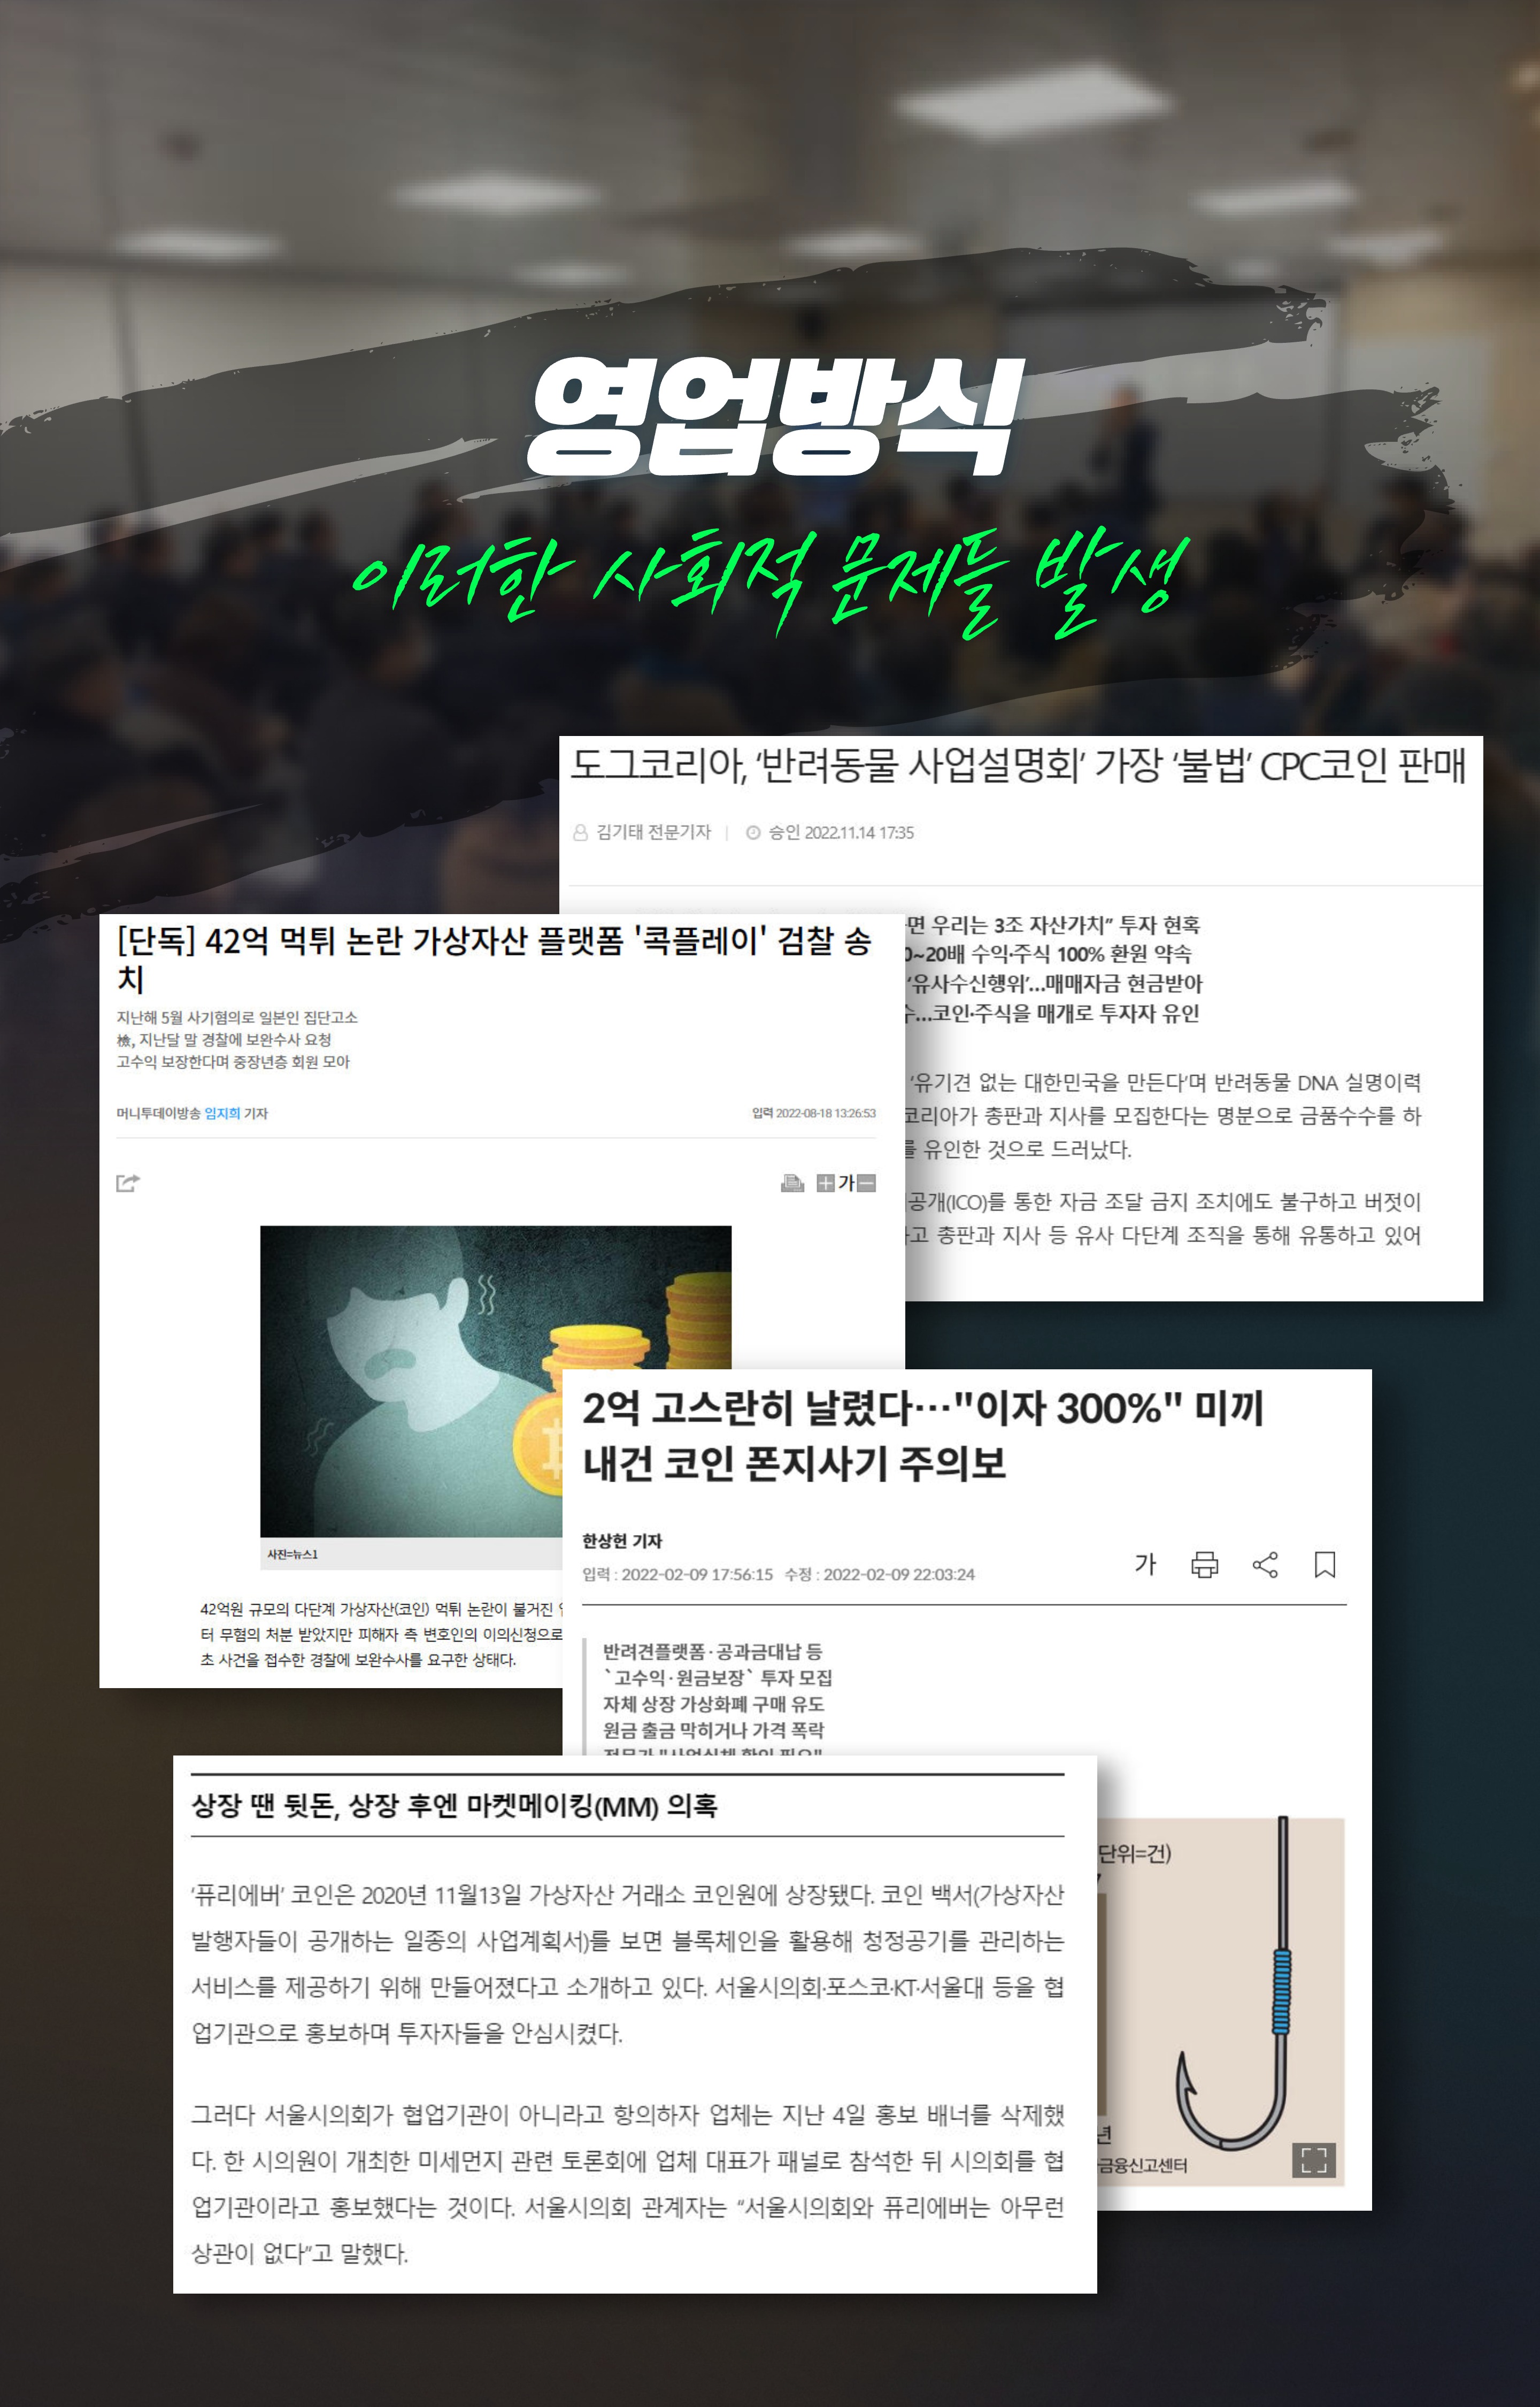 영업방식
이러한 사회적 문제들 발생
도그코리아, ‘반려동물 사업설명회’ 가장 ‘불법’ CPC코인 판매
김기태 전문기자 | 승인 2022.11.14 17:35
면 우리는 3조 자산가치” 투자 현혹
~20배 수익·주식 100% 환원 약속
‘유사수신행위’...매매자금 현금받아
...코인·주식을 매개로 투자자 유인
‘유기견 없는 대한민국을 만든다’며 반려동물 DNA 실명이력
코리아가 총판과 지사를 모집한다는 명분으로 금품수수를 하
를 유인한 것으로 드러났다.
공개(ICO)를 통한 자금 조달 금지 조치에도 불구하고 버젓이
고 총판과 지사 등 유사 다단계 조직을 통해 유통하고 있어
[단독] 42억 먹튀 논란 가상자산 플랫폼 '콕플레이' 검찰 송
치
지난해 5월 사기혐의로 일본인 집단고소
檢, 지난달 말 경찰에 보완수사 요청
고수익 보장한다며 중장년층 회원 모아
머니투데이방송 임지희 기자
입력 2022-08-18 13:26:53
가
사진=뉴스1
42억원 규모의 다단계 가상자산(코인) 먹튀 논란이 불거진
터 무혐의 처분 받았지만 피해자 측 변호인의 이의신청으로
초 사건을 접수한 경찰에 보완수사를 요구한 상태다.
2억 고스란히 날렸다…"이자 300%" 미끼
내건 코인 폰지사기 주의보
한상헌 기자
입력 : 2022-02-09 17:56:15 수정 : 2022-02-09 22:03:24
가
반려견플랫폼·공과금대납 등
`고수익·원금보장` 투자 모집
자체 상장 가상화폐 구매 유도
원금 출금 막히거나 가격 폭락
단위=건)
년
금융신고센터
상장 땐 뒷돈, 상장 후엔 마켓메이킹(MM) 의혹
‘퓨리에버’ 코인은 2020년 11월13일 가상자산 거래소 코인원에 상장됐다. 코인 백서(가상자산
발행자들이 공개하는 일종의 사업계획서)를 보면 블록체인을 활용해 청정공기를 관리하는
서비스를 제공하기 위해 만들어졌다고 소개하고 있다. 서울시의회·포스코·KT·서울대 등을 협
업기관으로 홍보하며 투자자들을 안심시켰다.
그러다 서울시의회가 협업기관이 아니라고 항의하자 업체는 지난 4일 홍보 배너를 삭제했
다. 한 시의원이 개최한 미세먼지 관련 토론회에 업체 대표가 패널로 참석한 뒤 시의회를 협
업기관이라고 홍보했다는 것이다. 서울시의회 관계자는 “서울시의회와 퓨리에버는 아무런
상관이 없다”고 말했다.